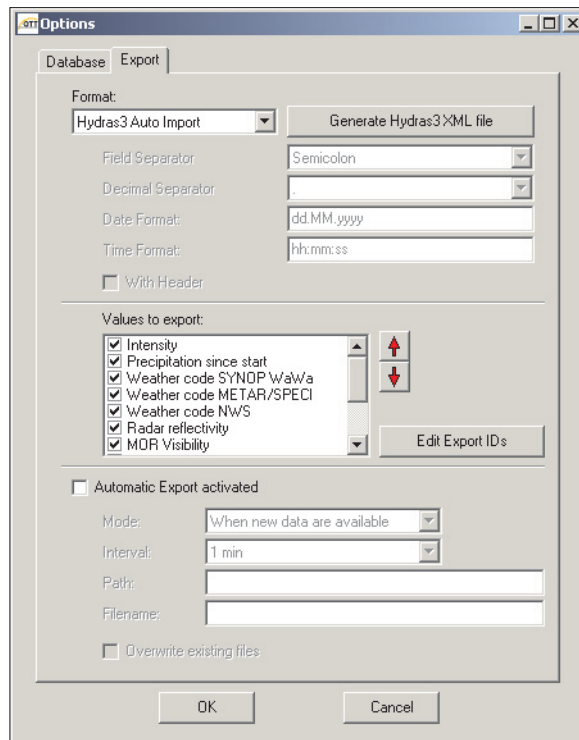 OTT Options
Database Export
Format:
Hydras3 Auto Import Generate Hydras3 XML file
Field Separator Semicolon
Decimal Separator .
Date Format: dd.MM.yyyy
Time Format: hh:mm:ss
With Header
Values to export:
Intensity
Precipitation since start
Weather code SYNOP WaWa
Weather code METAR/SPECI
Weather code NWS
Radar reflectivity
MOR Visibility
Edit Export IDs
Automatic Export activated
Mode: When new data are available
Interval: 1 min
Path:
Filename:
Overwrite existing files
OK Cancel